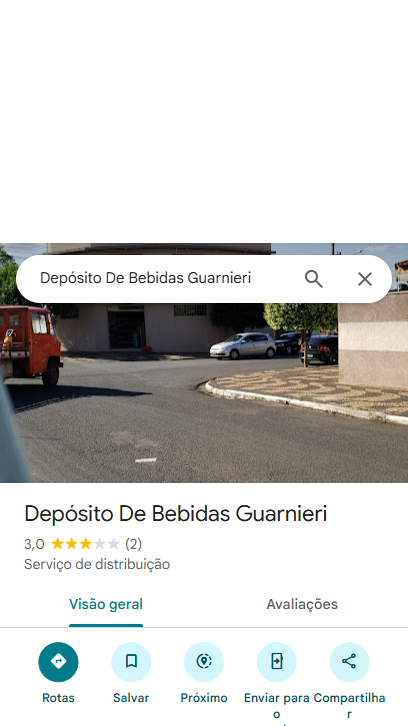 Depósito De Bebidas Guarnieri
Depósito De Bebidas Guarnieri
3,0 (2)
Serviço de distribuição
Visão geral Avaliações
Rotas Salvar Próximo Enviar para Compartilha
o r